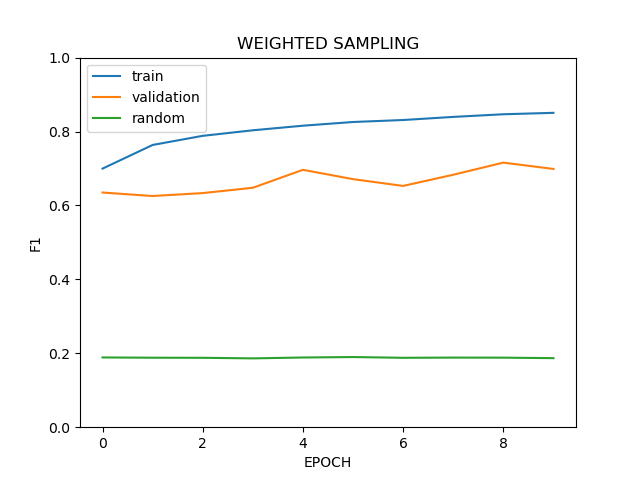 WEIGHTED SAMPLING
train
validation
random
1.0
0.8
0.6
0.4
0.2
0.0
F1
0 2 4 6 8
EPOCH